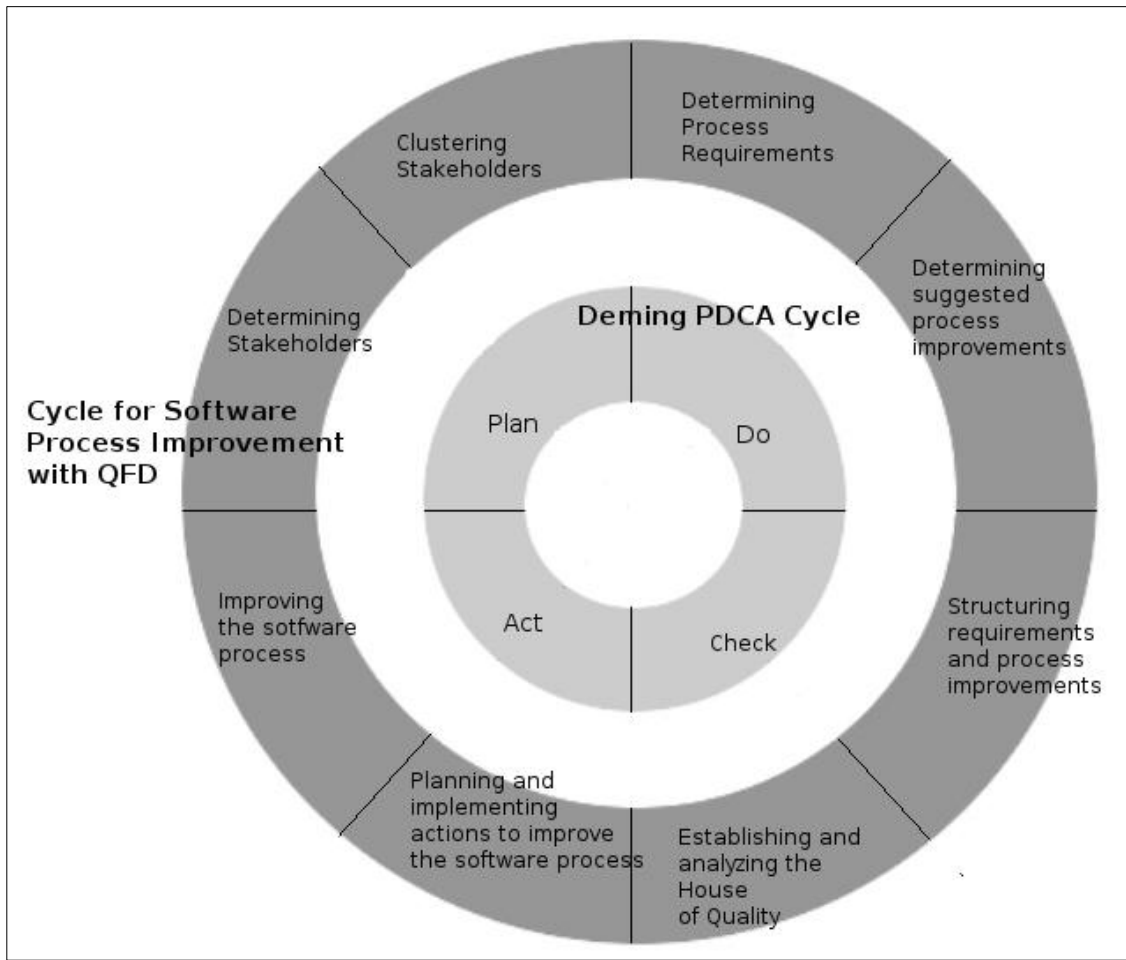 Clustering
Stakeholders
Determining
Process
Requirements
Determining
suggested
process
improvements
Determining
Stakeholders
Deming PDCA Cycle
Cycle for Software
Process Improvement
with QFD
Plan
Do
Act
Check
Improving
the sotfware
process
Structuring
requirements
and process
improvements
Planning and
implementing
actions to improve
the software process
Establishing and
analyzing the
House
of Quality